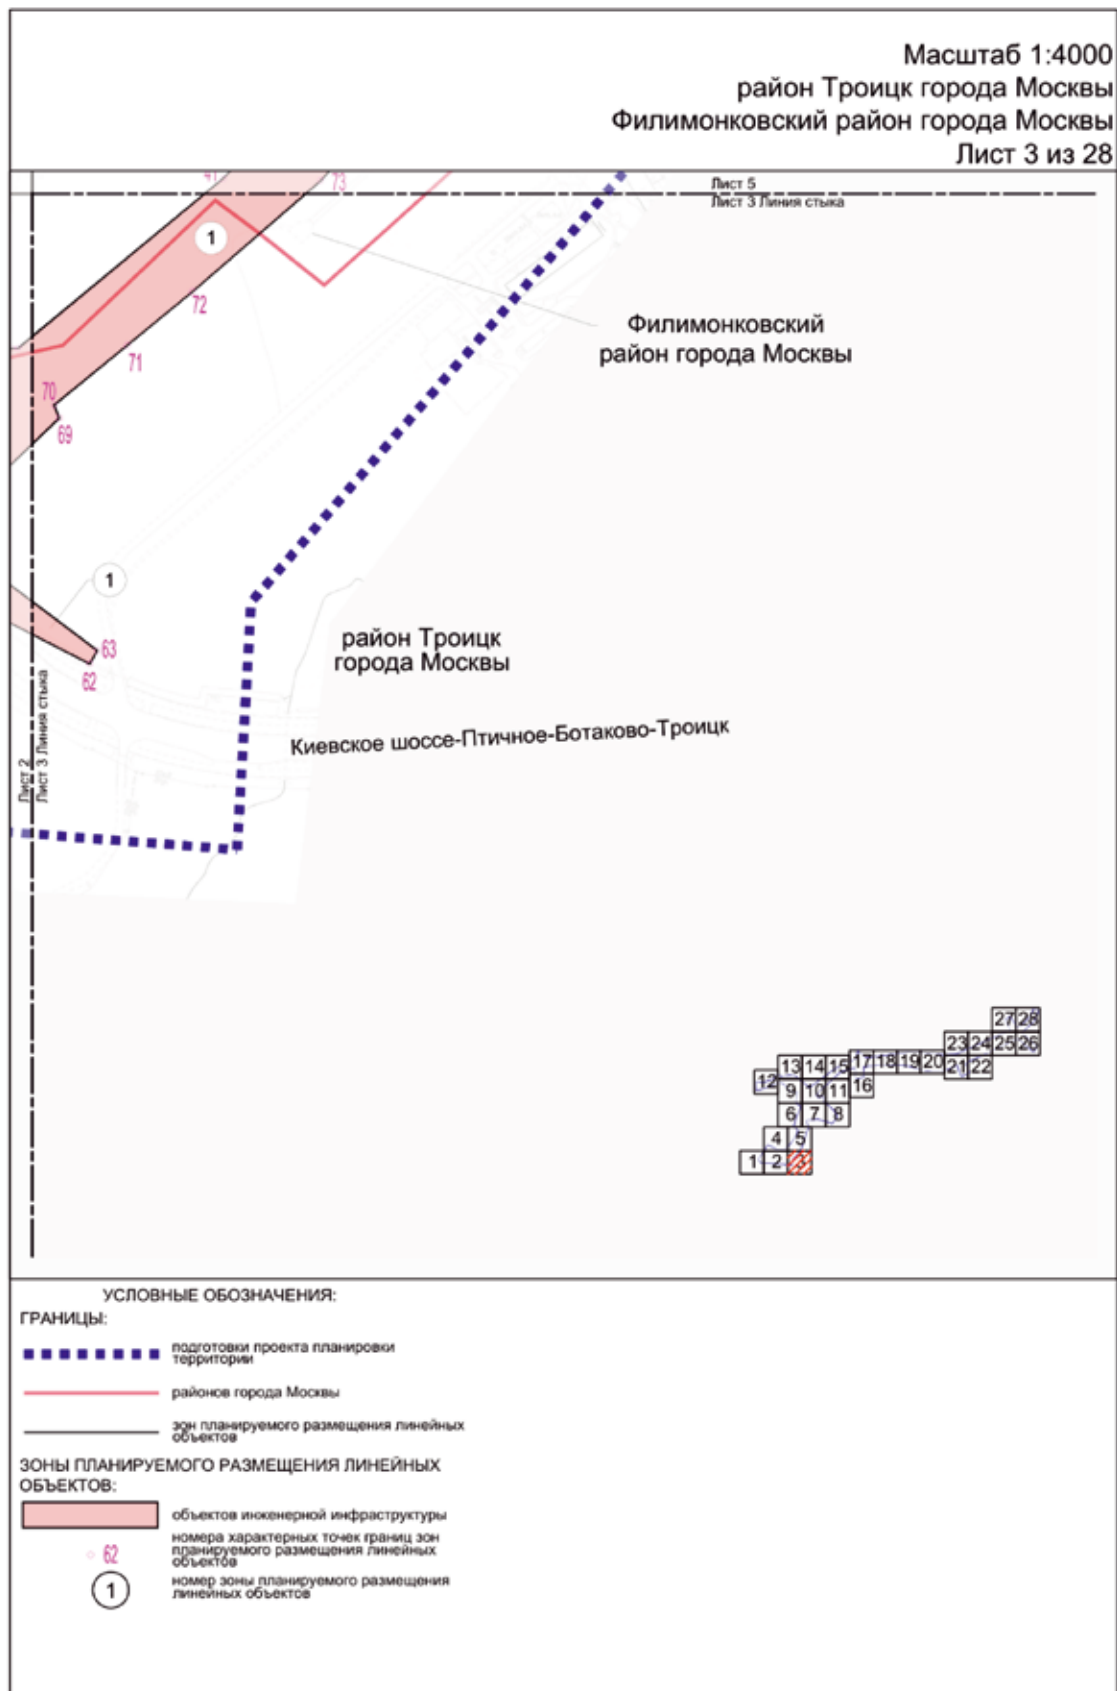 Масштаб 1:4000
район Троицк города Москвы
Филимонковский район города Москвы
Лист 3 из 28
41
73
Лист 5
Лист 3 Линия стыка
1
72
Филимонковский
район города Москвы
71
70
69
1
район Троицк
города Москвы
63
62
Киевское шоссе-Птичное-Ботаково-Троицк
Лист 2
Лист 3 Линия стыка
27 28
23 24 25 26
13 14 15 17 18 19 20 21 22
12 9 10 11 16
6 7 8
4 5
1 2 3
УСЛОВНЫЕ ОБОЗНАЧЕНИЯ:
ГРАНИЦЫ:
подготовки проекта планировки
территории
районов города Москвы
зон планируемого размещения линейных
объектов
ЗОНЫ ПЛАНИРУЕМОГО РАЗМЕЩЕНИЯ ЛИНЕЙНЫХ
ОБЪЕКТОВ:
объектов инженерной инфраструктуры
62
номера характерных точек границ зон
планируемого размещения линейных
объектов
1
номер зоны планируемого размещения
линейных объектов